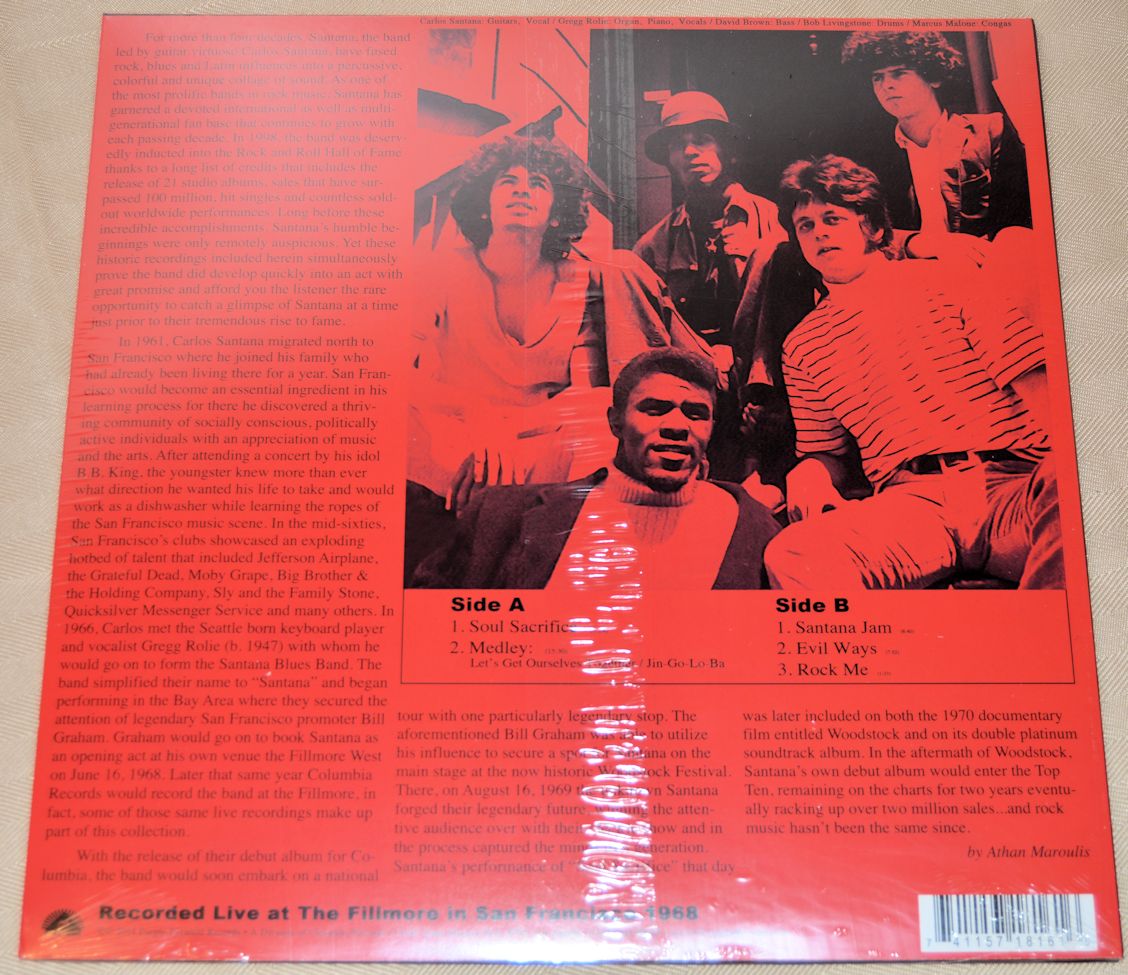 Carlos Santana: Guitars, Vocal / Gregg Rolie: Organ, Piano, Vocals / David Brown: Bass / Bob Livingstone: Drums / Marcus Malone: Congas
For more than four decades, Santana, the band
led by guitar virtuoso Carlos Santana, have fused
rock, blues and Latin influences into a percussive,
colorful and unique collage of sound. As one of
the most prolific bands in rock music, Santana has
garnered a devoted international as well as multi-
generational fan base that continues to grow with
each passing decade. In 1998, the band was deserv-
edly inducted into the Rock and Roll Hall of Fame
thanks to a long list of credits that includes the
release of 21 studio albums, sales that have sur-
passed 100 million, hit singles and countless sold-
out worldwide performances. Long before these
incredible accomplishments, Santana's humble be-
ginnings were only remotely auspicious. Yet these
historic recordings included herein simultaneously
prove the band did develop quickly into an act with
great promise and afford you the listener the rare
opportunity to catch a glimpse of Santana at a time
just prior to their tremendous rise to fame.
In 1961, Carlos Santana migrated north to
San Francisco where he joined his family who
had already been living there for a year. San Fran-
cisco would become an essential ingredient in his
learning process for there he discovered a thriv-
ing community of socially conscious, politically
active individuals with an appreciation of music
and the arts. After attending a concert by his idol
B.B. King, the youngster knew more than ever
what direction he wanted his life to take and would
work as a dishwasher while learning the ropes of
the San Francisco music scene. In the mid-sixties,
San Francisco's clubs showcased an exploding
hotbed of talent that included Jefferson Airplane,
the Grateful Dead, Moby Grape, Big Brother &
the Holding Company, Sly and the Family Stone,
Quicksilver Messenger Service and many others. In
1966, Carlos met the Seattle born keyboard player
and vocalist Gregg Rolie (b. 1947) with whom he
would go on to form the Santana Blues Band. The
band simplified their name to "Santana" and began
performing in the Bay Area where they secured the
attention of legendary San Francisco promoter Bill
Graham. Graham would go on to book Santana as
an opening act at his own venue the Fillmore West
on June 16, 1968. Later that same year Columbia
Records would record the band at the Fillmore, in
fact, some of those same live recordings make up
part of this collection.
With the release of their debut album for Co-
lumbia, the band would soon embark on a national
Side A
1. Soul Sacrifice
2. Medley:
Let's Get Ourselves Together / Jin-Go-Lo-Ba
Side B
1. Santana Jam
2. Evil Ways
3. Rock Me
tour with one particularly legendary stop. The
aforementioned Bill Graham was able to utilize
his influence to secure a spot for Santana on the
main stage at the now historic Woodstock Festival.
There, on August 16, 1969 the Santana
forged their legendary future, winning the atten-
tive audience over with their show and in
the process captured the generation.
Santana's performance of " " that day
was later included on both the 1970 documentary
film entitled Woodstock and on its double platinum
soundtrack album. In the aftermath of Woodstock,
Santana's own debut album would enter the Top
Ten, remaining on the charts for two years eventu-
ally racking up over two million sales...and rock
music hasn't been the same since.
by Athan Maroulis
Recorded Live at The Fillmore in San Francisco 1968
7 41157 18161